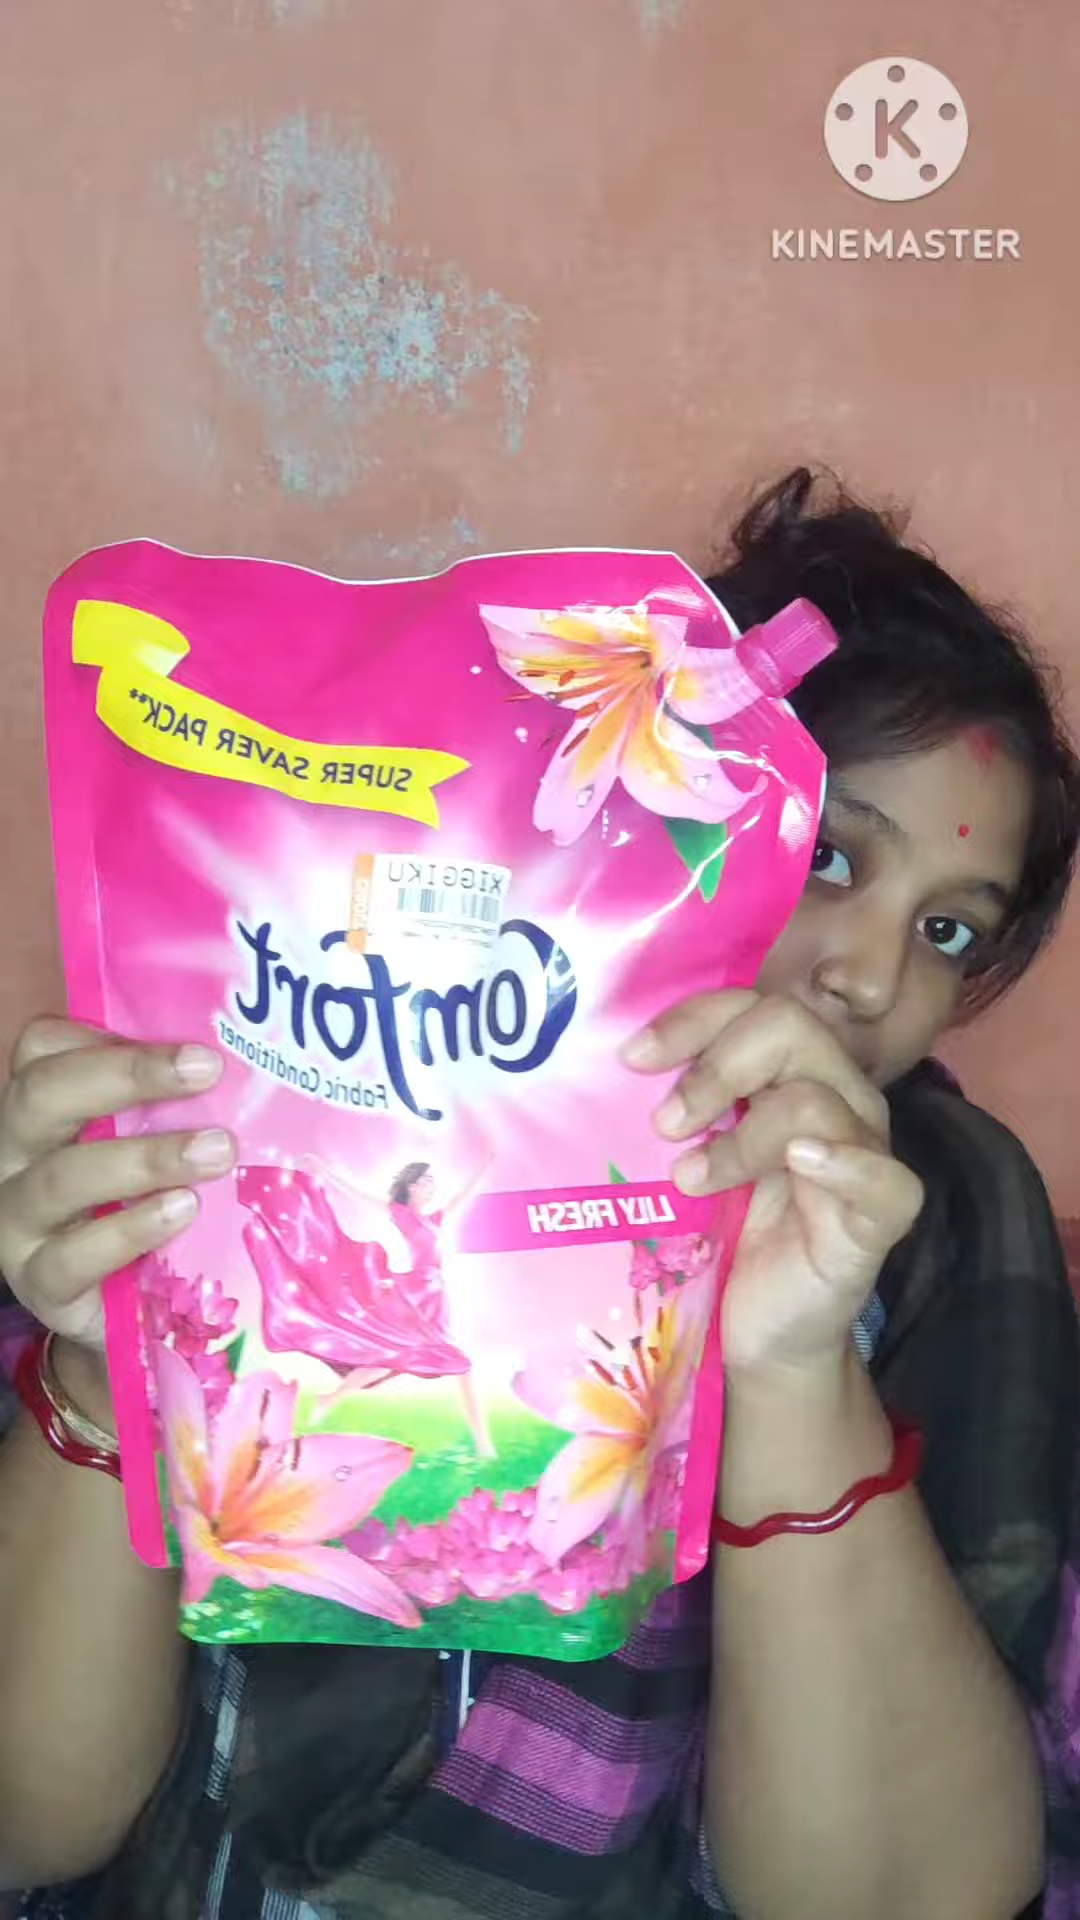 K
KINEMASTER
SUPER SAVER PACK***
XIGGIKU
Comfort
Fabric Conditioner
LILY FRESH